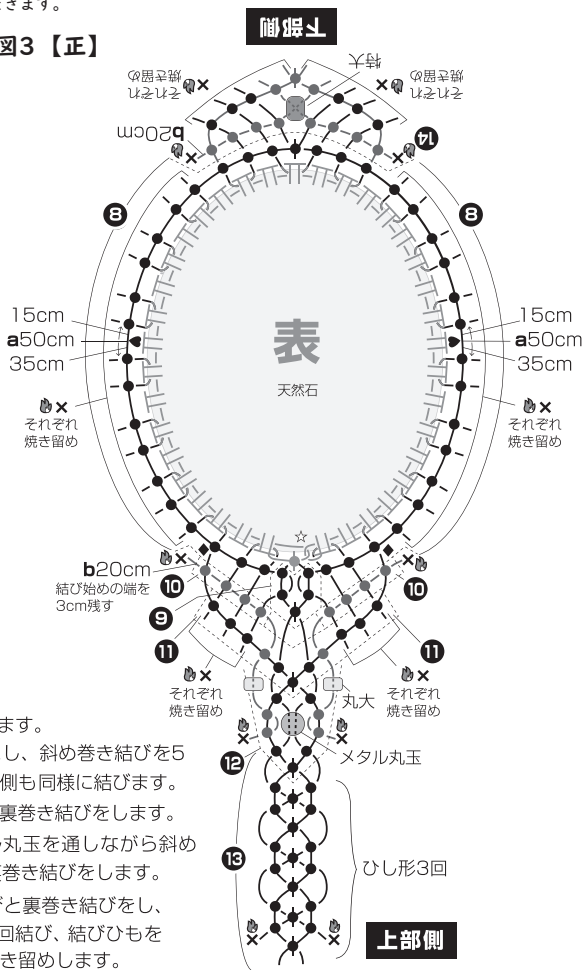 きます。
図3【正】
下部側
それぞれ
焼き留め
特大
それぞれ
焼き留め
b20cm
14
8
8
15cm
a50cm
35cm
15cm
a50cm
35cm
表
天然石
それぞれ
焼き留め
それぞれ
焼き留め
☆
b20cm
結び始めの端を
3cm残す
10
10
9
11
11
それぞれ
焼き留め
それぞれ
焼き留め
丸大
メタル丸玉
12
13
ひし形3回
上部側
ます。
し、斜め巻き結びを5
側も同様に結びます。
裏巻き結びをします。
丸玉を通しながら斜め
巻き結びをします。
と裏巻き結びをし、
回結び、結びひもを
き留めします。